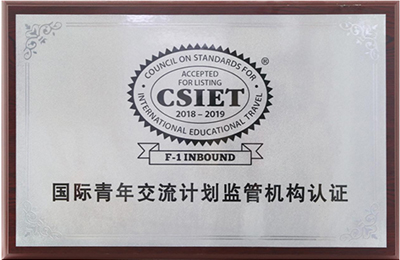 COUNCIL ON STANDARDS FOR
INTERNATIONAL EDUCATIONAL TRAVEL
®
ACCEPTED
FOR LISTING
CSIET
2018 – 2019
F-1 INBOUND
国际青年交流计划监管机构认证